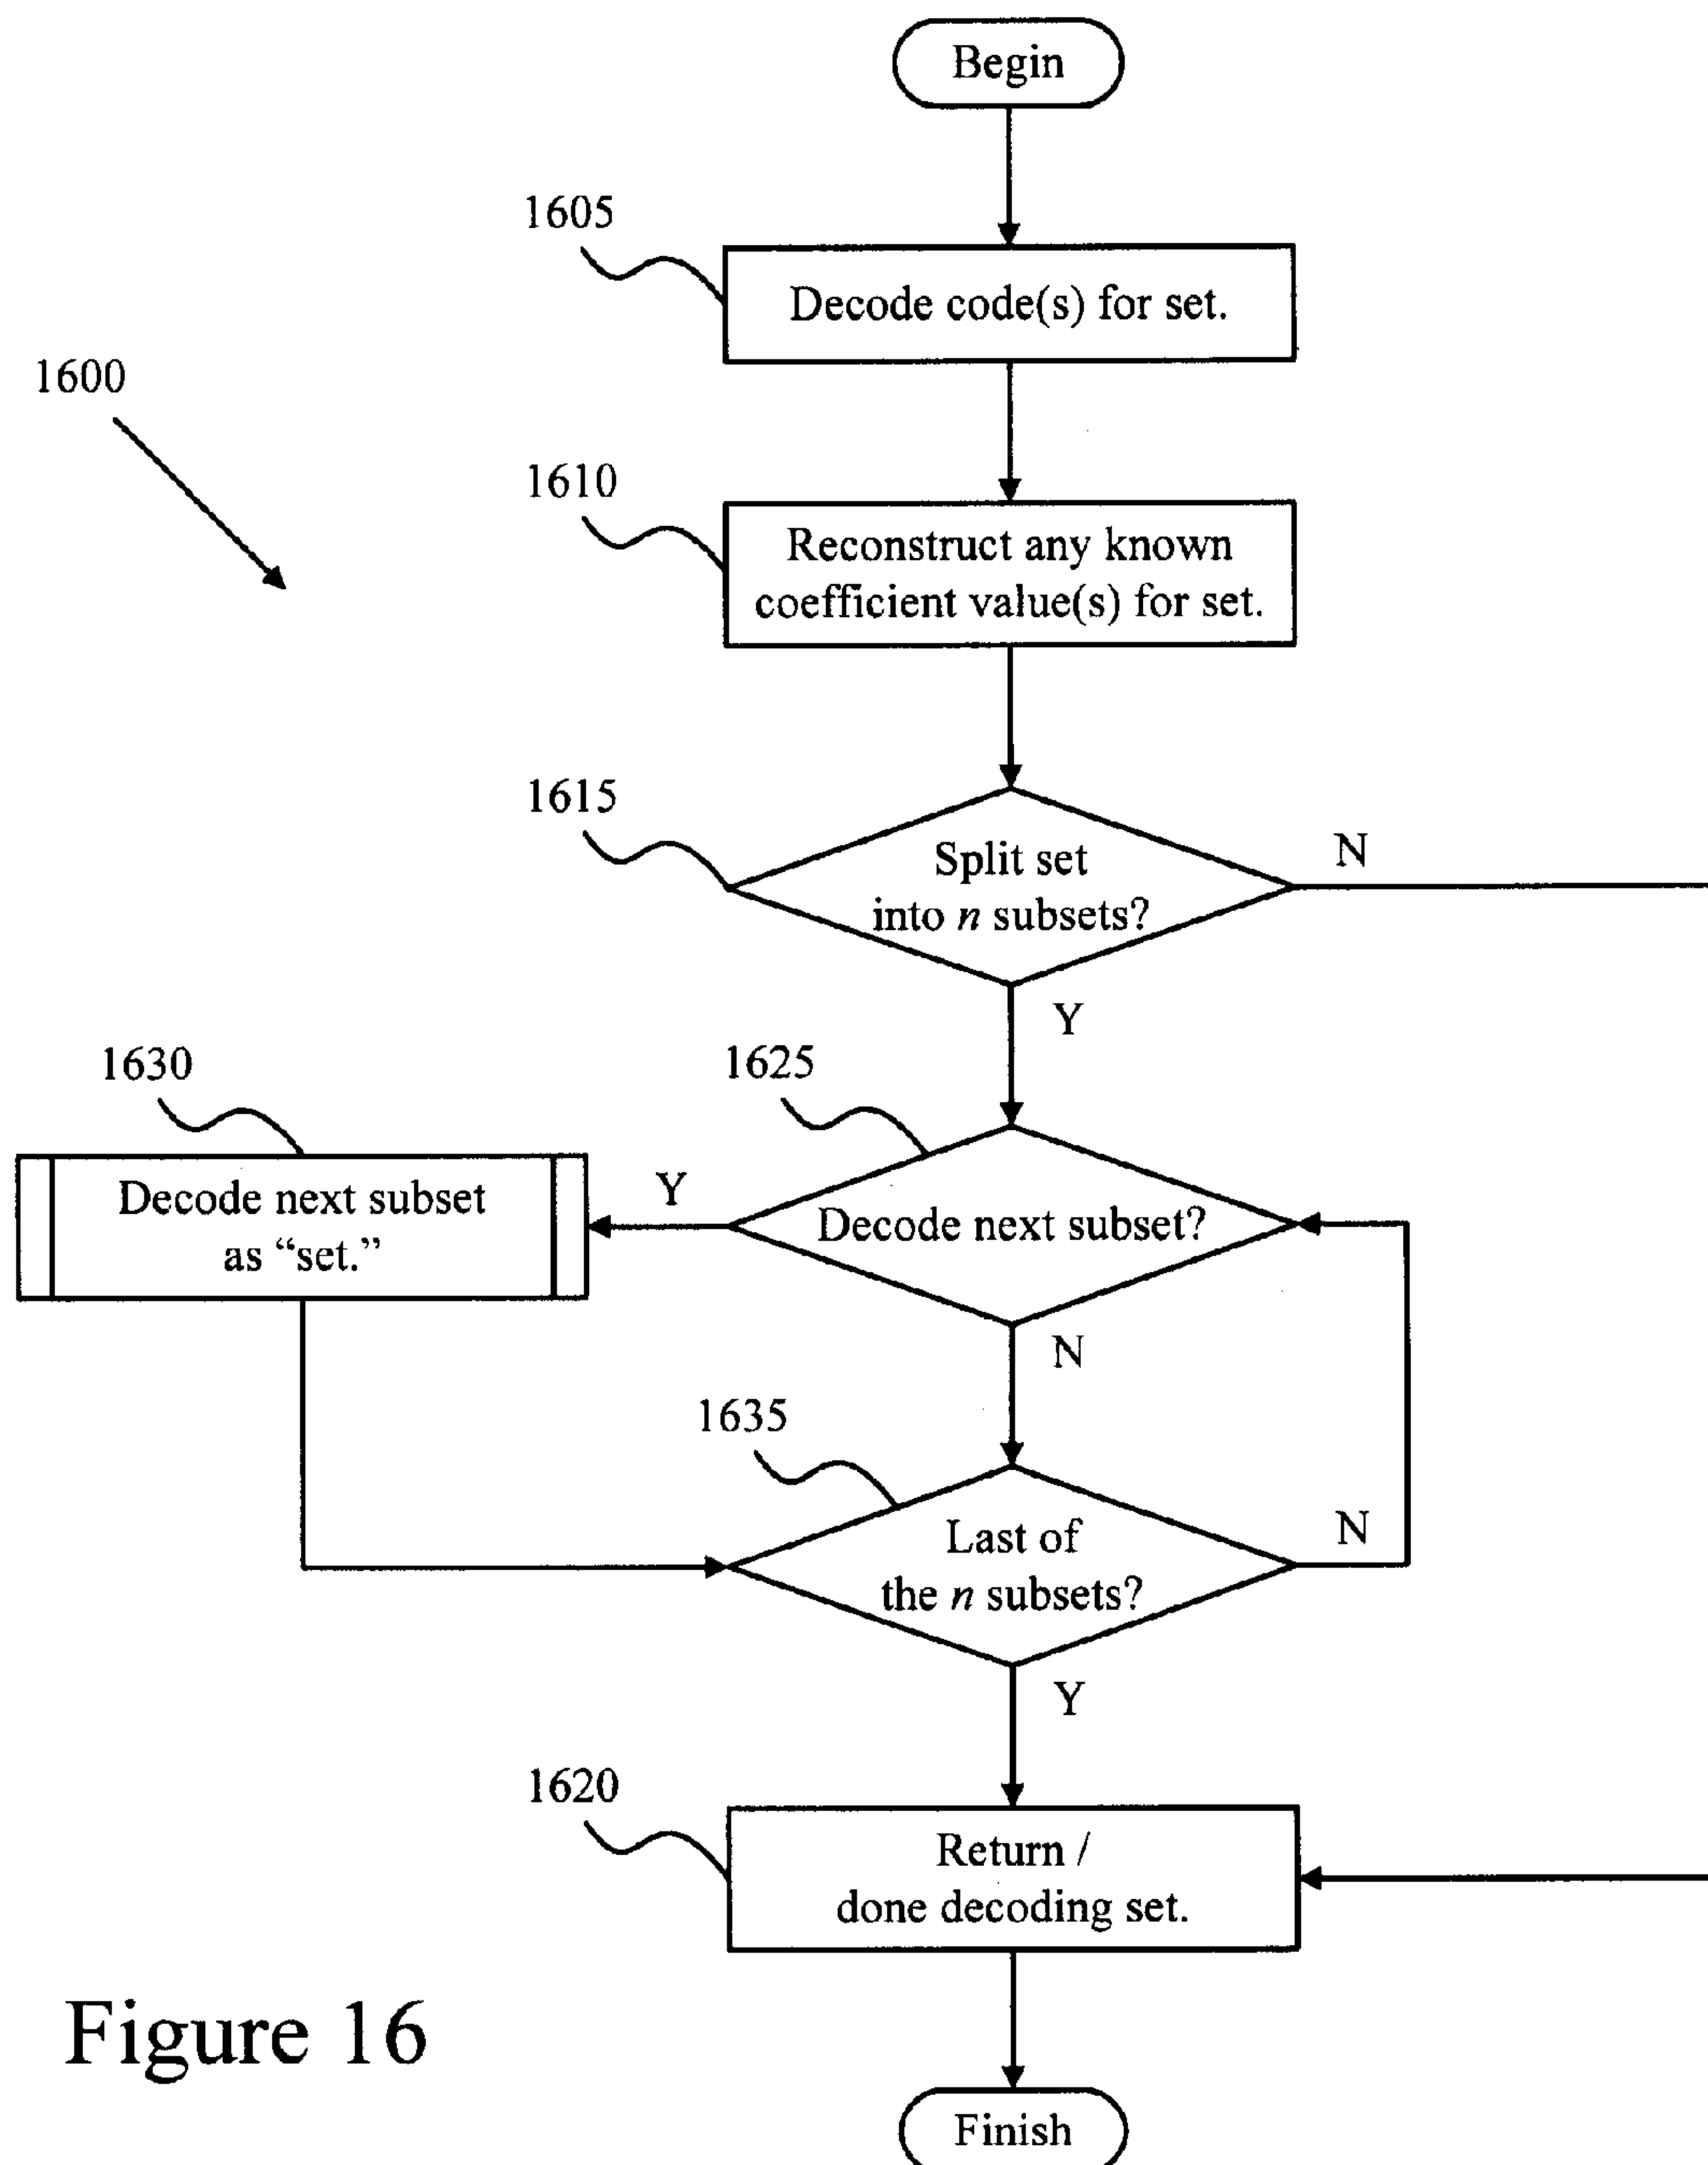 Begin
1605
Decode code(s) for set.
1600
1610
Reconstruct any known
coefficient value(s) for set.
1615
Split set
into n subsets?
N
Y
1630
1625
Decode next subset
as “set.”
Y
Decode next subset?
N
1635
Last of
the n subsets?
N
Y
1620
Return /
done decoding set.
Figure 16
Finish